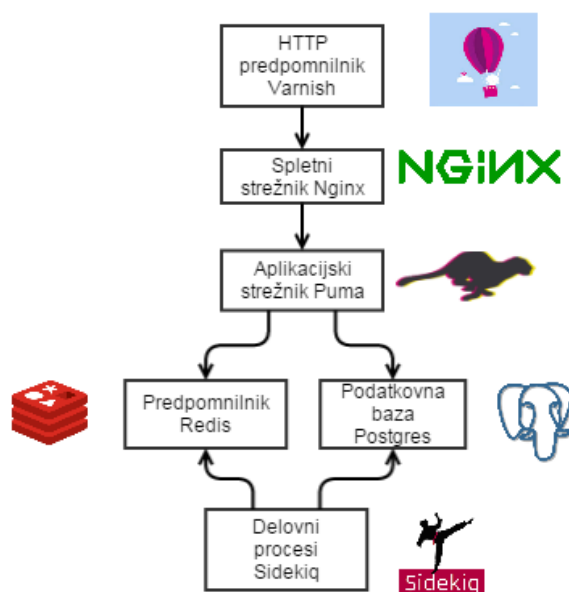 HTTP
predpomnilnik
Varnish
Spletni
strežnik Nginx
NGiNX
Aplikacijski
strežnik Puma
Predpomnilnik
Redis
Podatkovna
baza
Postgres
Delovni
procesi
Sidekiq
Sidekiq